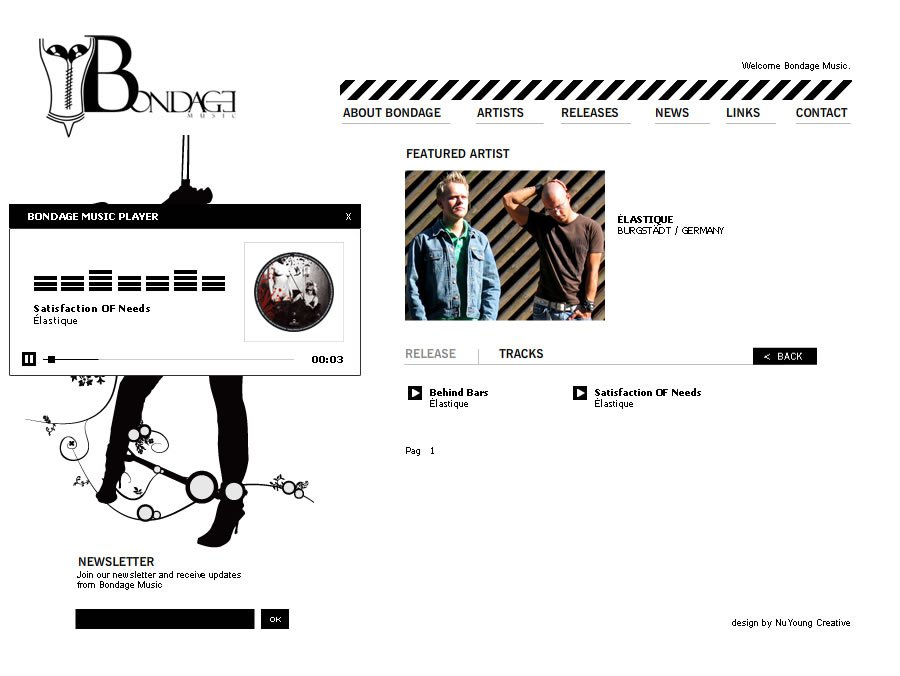 BONDAGE
MUSIC
Welcome Bondage Music.
ABOUT BONDAGE
ARTISTS
RELEASES
NEWS
LINKS
CONTACT
FEATURED ARTIST
ÉLASTIQUE
BURGSTÄDT / GERMANY
BONDAGE MUSIC PLAYER
X
Satisfaction OF Needs
Élastique
00:03
RELEASE
TRACKS
< BACK
Behind Bars
Élastique
Satisfaction OF Needs
Élastique
Pag 1
NEWSLETTER
Join our newsletter and receive updates
from Bondage Music
OK
design by NuYoung Creative